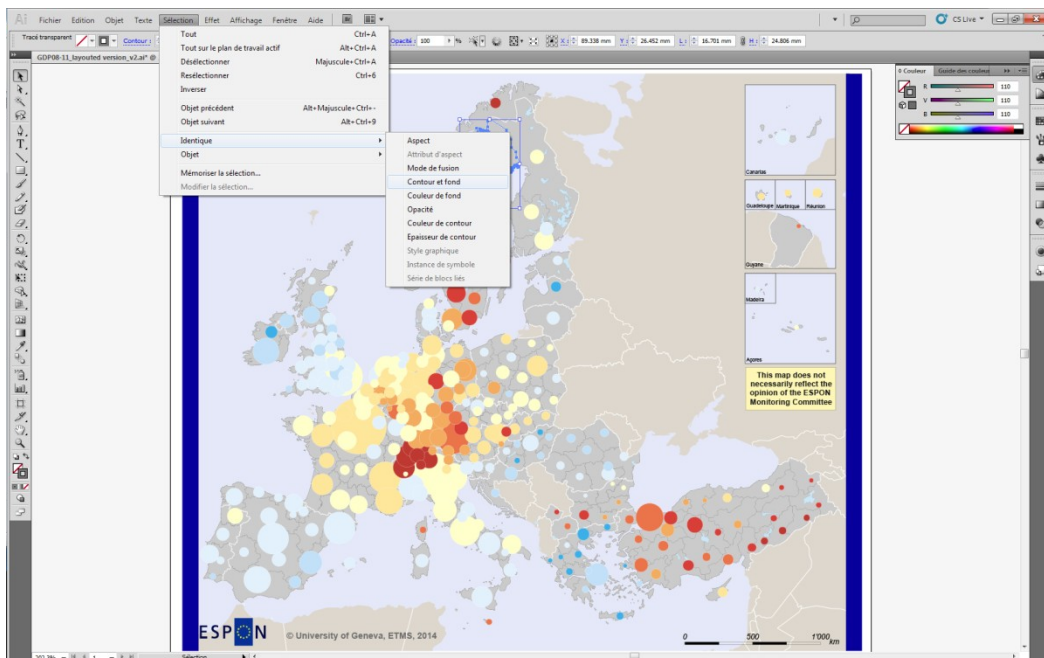 Ai Fichier Edition Objet Texte Sélection Effet Affichage Fenêtre Aide Br CS Live
Tracé transparent Contour : Opacité : 100 % X : 89.338 mm Y : 26.452 mm L : 16.701 mm H : 24.806 mm
GDP08-11_layouted version_v2.ai* @
Tout Ctrl+A
Tout sur le plan de travail actif Alt+Ctrl+A
Désélectionner Majuscule+Ctrl+A
Resélectionner Ctrl+6
Inverser
Objet précédent Alt+Majuscule+Ctrl+-
Objet suivant Alt+Ctrl+9
Identique
Objet
Mémoriser la sélection...
Modifier la sélection...
Aspect
Attribut d'aspect
Mode de fusion
Contour et fond
Couleur de fond
Opacité
Couleur de contour
Epaisseur de contour
Style graphique
Instance de symbole
Série de blocs liés
Couleur Guide des couleurs
R 110
V 110
B 110
Canarias
Guadeloupe Martinique Réunion
Guyane
Madeira
Açores
This map does not
necessarily reflect the
opinion of the ESPON
Monitoring Committee
ESPON © University of Geneva, ETMS, 2014
0 500 1'000
km
Sélection